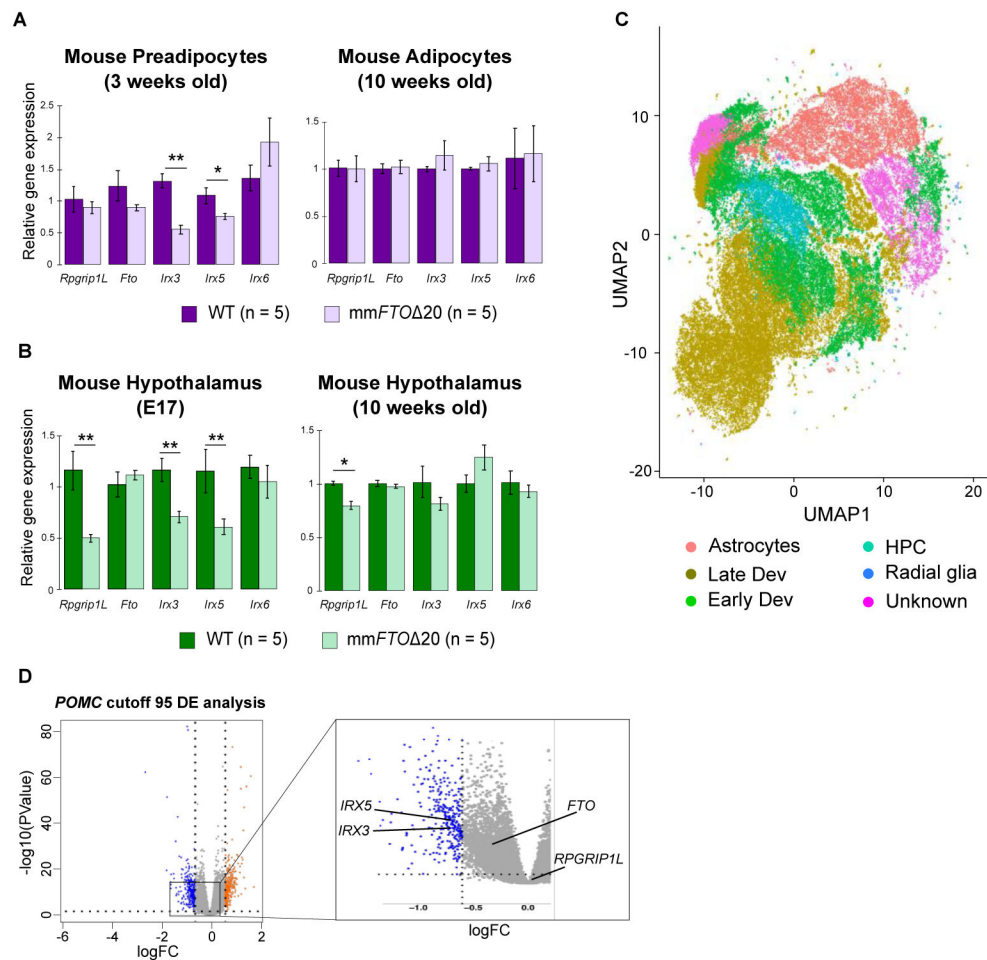 A
Mouse Preadipocytes
(3 weeks old)
Mouse Adipocytes
(10 weeks old)
Relative gene expression
2.5
2
1.5
1
0.5
0
**
*
1.5
1
0.5
Rpgrip1L Fto Irx3 Irx5 Irx6
Rpgrip1L Fto Irx3 Irx5 Irx6
WT (n = 5) mmFTOΔ20 (n = 5)
B
Mouse Hypothalamus
(E17)
Mouse Hypothalamus
(10 weeks old)
Relative gene expression
1.5
1
0.5
0
** ** **
1.5
1
0.5
0
*
Rpgrip1L Fto Irx3 Irx5 Irx6
Rpgrip1L Fto Irx3 Irx5 Irx6
WT (n = 5) mmFTOΔ20 (n = 5)
C
UMAP2
10
0
-10
-20
-10 0 10 20
UMAP1
Astrocytes HPC
Late Dev Radial glia
Early Dev Unknown
D
POMC cutoff 95 DE analysis
-log10(PValue)
80
60
40
20
0
-6 -4 -2 0 2
logFC
IRX5
IRX3
FTO
RPGRIP1L
−1.0 −0.5 0.0
logFC